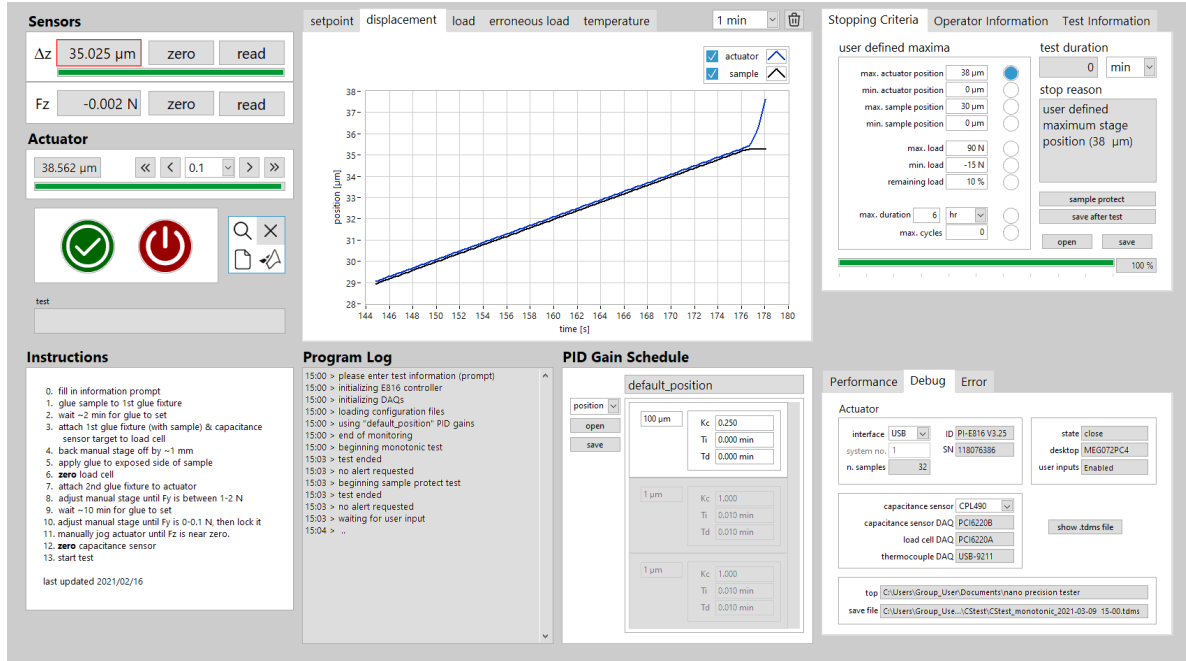 Sensors
Δz 35.025 µm zero read
Fz -0.002 N zero read
Actuator
38.562 µm 0.1
test
setpoint displacement load erroneous load temperature 1 min
actuator
sample
position [µm]
38
37
36
35
34
33
32
31
30
29
28
144 146 148 150 152 154 156 158 160 162 164 166 168 170 172 174 176 178 180
time [s]
Stopping Criteria Operator Information Test Information
user defined maxima
max. actuator position 38 µm
min. actuator position 0 µm
max. sample position 30 µm
min. sample position 0 µm
max. load 90 N
min. load -15 N
remaining load 10 %
max. duration 6 hr
max. cycles 0
test duration
0 min
stop reason
user defined
maximum stage
position (38 µm)
sample protect
save after test
open save
100 %
Instructions
0. fill in information prompt
1. glue sample to 1st glue fixture
2. wait ~2 min for glue to set
3. attach 1st glue fixture (with sample) & capacitance
sensor target to load cell
4. back manual stage off by ~1 mm
5. apply glue to exposed side of sample
6. zero load cell
7. attach 2nd glue fixture to actuator
8. adjust manual stage until Fy is between 1-2 N
9. wait ~10 min for glue to set
10. adjust manual stage until Fy is 0-0.1 N, then lock it
11. manually jog actuator until Fz is near zero.
12. zero capacitance sensor
13. start test
last updated 2021/02/16
Program Log
15:00 > please enter test information (prompt)
15:00 > initializing E816 controller
15:00 > initializing DAQs
15:00 > loading configuration files
15:00 > using "default_position" PID gains
15:00 > end of monitoring
15:00 > beginning monotonic test
15:03 > test ended
15:03 > no alert requested
15:03 > beginning sample protect test
15:03 > test ended
15:03 > no alert requested
15:03 > waiting for user input
15:04 > ..
PID Gain Schedule
default_position
position
open
save
100 µm Kc 0.250
Ti 0.000 min
Td 0.000 min
1 µm Kc 1.000
Ti 0.010 min
Td 0.010 min
1 µm Kc 1.000
Ti 0.010 min
Td 0.010 min
Performance Debug Error
Actuator
interface USB ID PI-E816 V3.25
system no. 1 SN 118076386
n. samples 32
state close
desktop MEG072PC4
user inputs Enabled
capacitance sensor CPL490
capacitance sensor DAQ PCI6220B
load cell DAQ PCI6220A
thermocouple DAQ USB-9211
show .tdms file
top C:\Users\Group_User\Documents\nano precision tester
save file C:\Users\Group_Use...\CStest\CStest_monotonic_2021-03-09 15-00.tdms